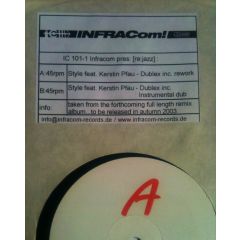 INFRACom!
IC 101-1 Infracom pres. [re:jazz]
A:45rpm Style feat. Kerstin Pfau - Dublex inc. rework
B:45rpm Style feat. Kerstin Pfau - Dublex inc. Instrumental dub
info: taken from the forthcoming full length remix
album...to be released in autumn 2003
info@infracom-records.de / www.infracom-records.de
A